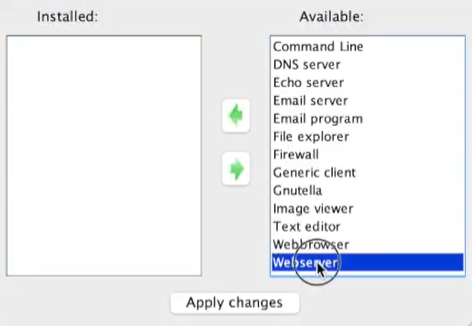 Installed:
Available:
Command Line
DNS server
Echo server
Email server
Email program
File explorer
Firewall
Generic client
Gnutella
Image viewer
Text editor
Webbrowser
Webserver
Apply changes